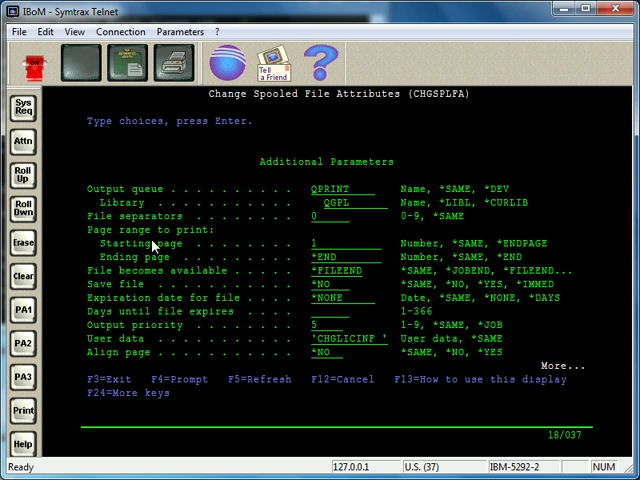 IBoM - Symtrax Telnet
File Edit View Connection Parameters ?
ON
Tell a Friend
?
Change Spooled File Attributes (CHGSPLFA)
Type choices, press Enter.
Additional Parameters
Output queue . . . . . . . . . . QPRINT Name, *SAME, *DEV
Library . . . . . . . . . . . QGPL Name, *LIBL, *CURLIB
File separators . . . . . . . . 0 0-9, *SAME
Page range to print:
Starting page . . . . . . . . 1 Number, *SAME, *ENDPAGE
Ending page . . . . . . . . . *END Number, *SAME, *END
File becomes available . . . . . *FILEEND *SAME, *JOBEND, *FILEEND...
Save file . . . . . . . . . . . *NO *SAME, *NO, *YES, *IMMED
Expiration date for file . . . . *NONE Date, *SAME, *NONE, *DAYS
Days until file expires . . . . 1-366
Output priority . . . . . . . . 5 1-9, *SAME, *JOB
User data . . . . . . . . . . . 'CHGLICINF ' User data, *SAME
Align page . . . . . . . . . . . *NO *SAME, *NO, *YES
More...
F3=Exit F4=Prompt F5=Refresh F12=Cancel F13=How to use this display
F24=More keys
18/037
Sys Req
Attn
Roll Up
Roll Dwn
Erase
Clear
PA1
PA2
PA3
Print
Help
Ready 127.0.0.1 U.S. (37) IBM-5292-2 NUM